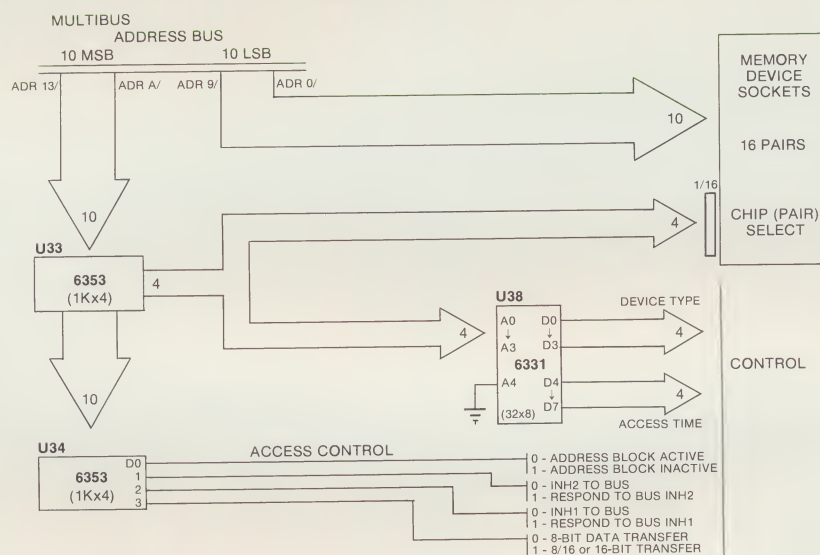 MULTIBUS
ADDRESS BUS
10 MSB
10 LSB
ADR 13/
ADR A/
ADR 9/
ADR 0/
10
MEMORY
DEVICE
SOCKETS
16 PAIRS
10
1/16
4
CHIP (PAIR)
SELECT
U33
6353
(1Kx4)
4
U38
A0
↓
A3
D0
↓
D3
6331
A4
D4
↓
D7
(32x8)
4
DEVICE TYPE
4
4
ACCESS TIME
CONTROL
10
U34
6353
(1Kx4)
D0
1
2
3
ACCESS CONTROL
0 - ADDRESS BLOCK ACTIVE
1 - ADDRESS BLOCK INACTIVE
0 - INH2 TO BUS
1 - RESPOND TO BUS INH2
0 - INH1 TO BUS
1 - RESPOND TO BUS INH1
0 - 8-BIT DATA TRANSFER
1 - 8/16 or 16-BIT TRANSFER